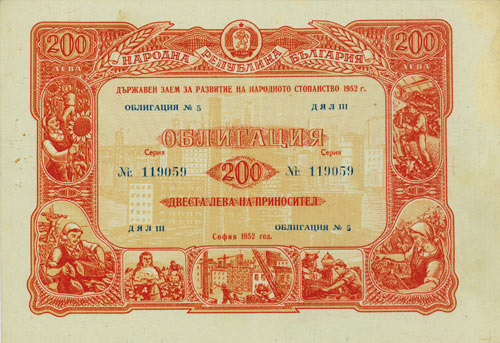 200 200
НАРОДНА РЕПУБЛИКА БЪЛГАРИЯ
ЛЕВА ЛЕВА
ДЪРЖАВЕН ЗАЕМ ЗА РАЗВИТИЕ НА НАРОДНОТО СТОПАНСТВО 1952 г.
ОБЛИГАЦИЯ № 5 ДЯЛ III
ОБЛИГАЦИЯ
Серия Серия
№ 119059 200 № 119059
ДВЕСТА ЛЕВА НА ПРИНОСИТЕЛ
ДЯЛ III ОБЛИГАЦИЯ № 5
София 1952 год.